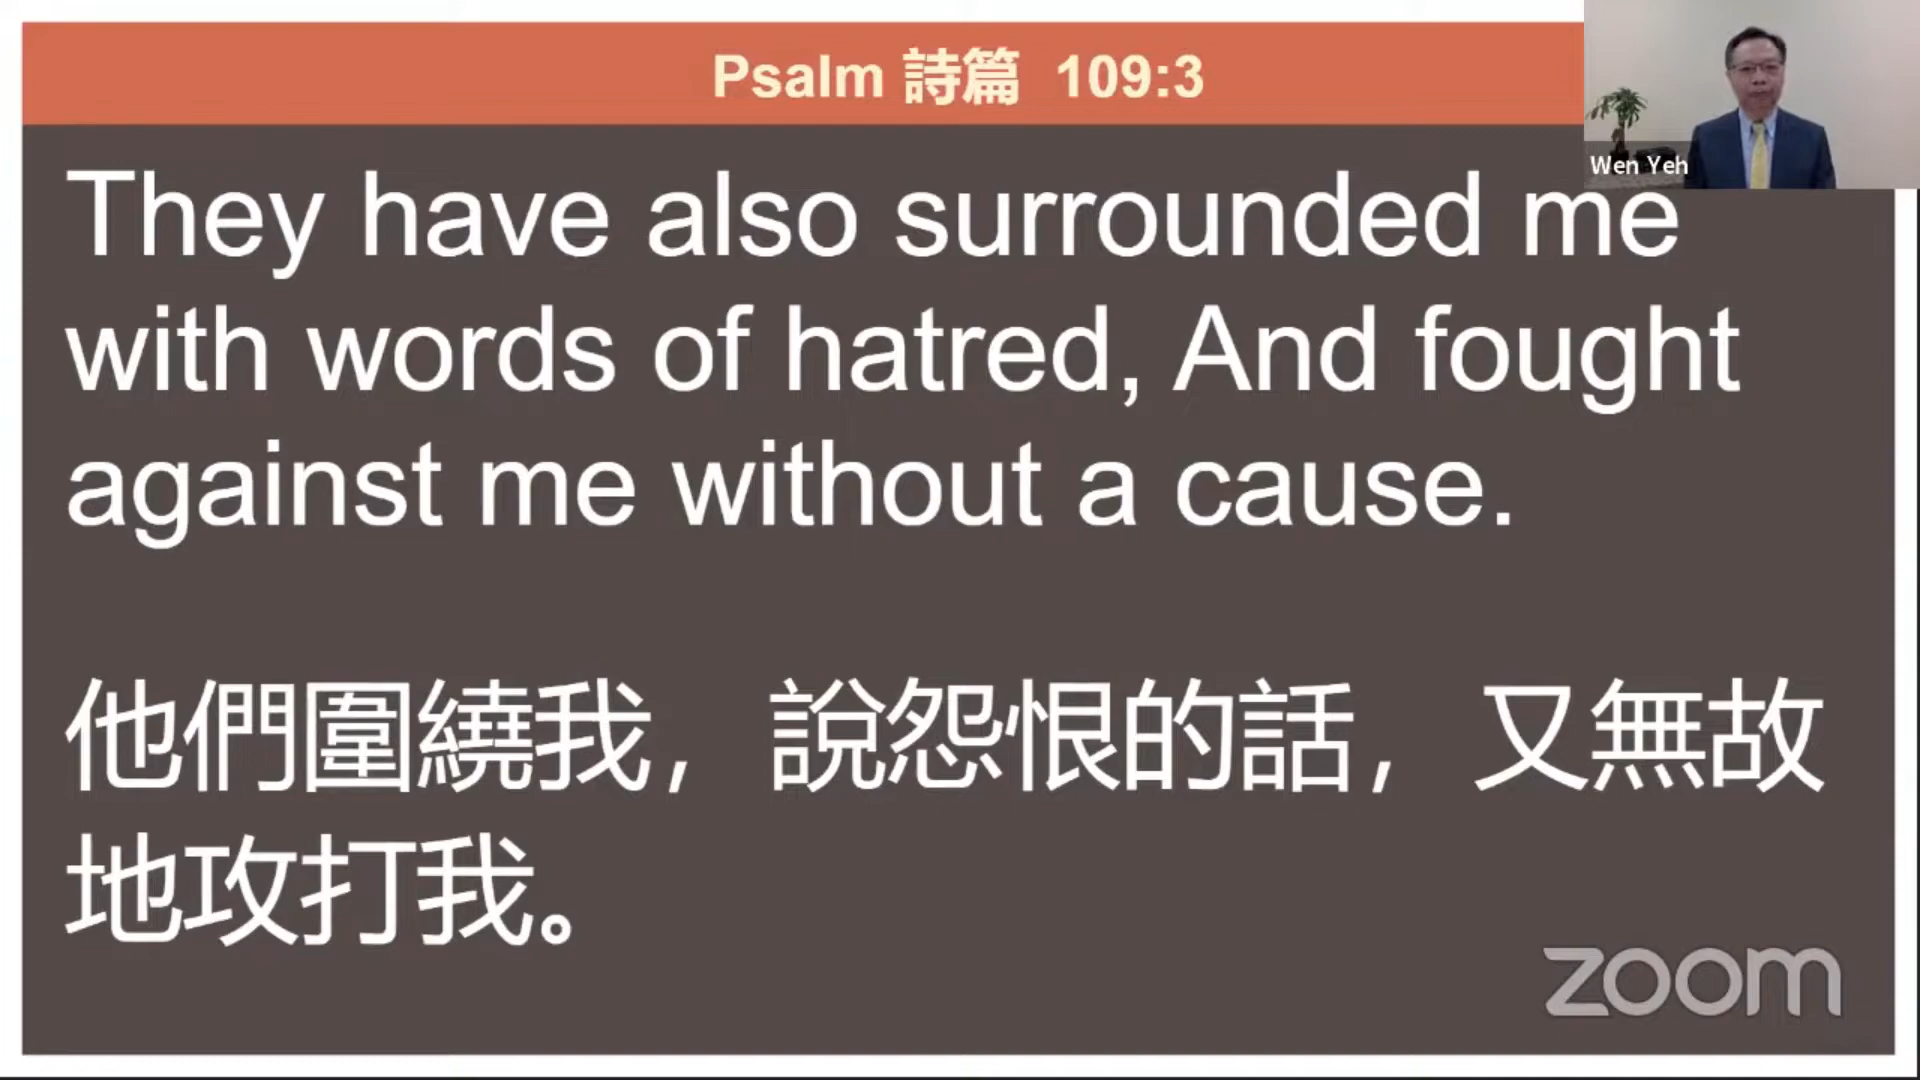 Psalm 詩篇 109:3
Wen Yeh
They have also surrounded me
with words of hatred, And fought
against me without a cause.
他們圍繞我，說怨恨的話，又無故
地攻打我。
zoom